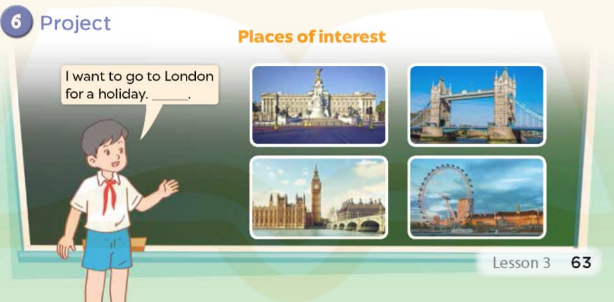 6 Project
Places of interest
I want to go to London
for a holiday. _____.
Lesson 3 63